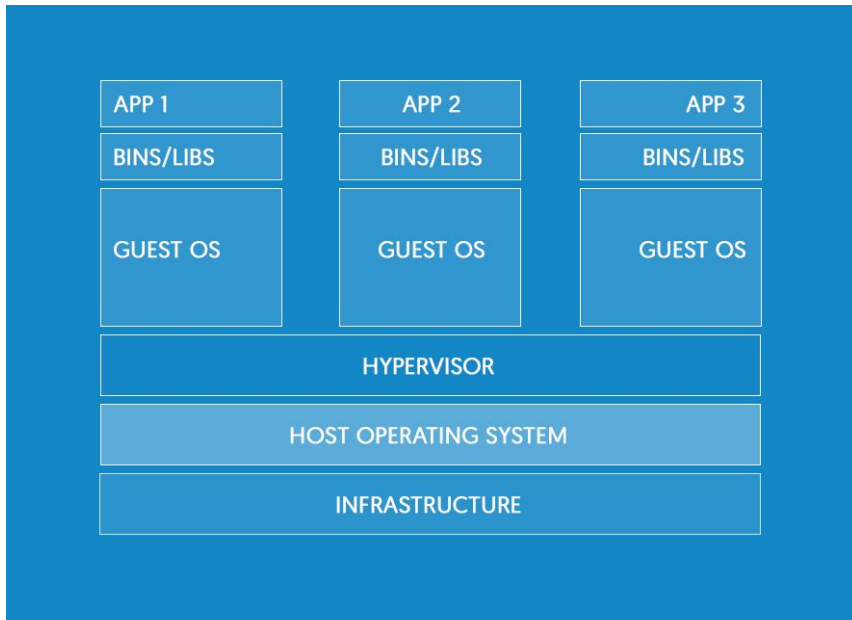 APP 1 APP 2 APP 3
BINS/LIBS BINS/LIBS BINS/LIBS
GUEST OS GUEST OS GUEST OS
HYPERVISOR
HOST OPERATING SYSTEM
INFRASTRUCTURE